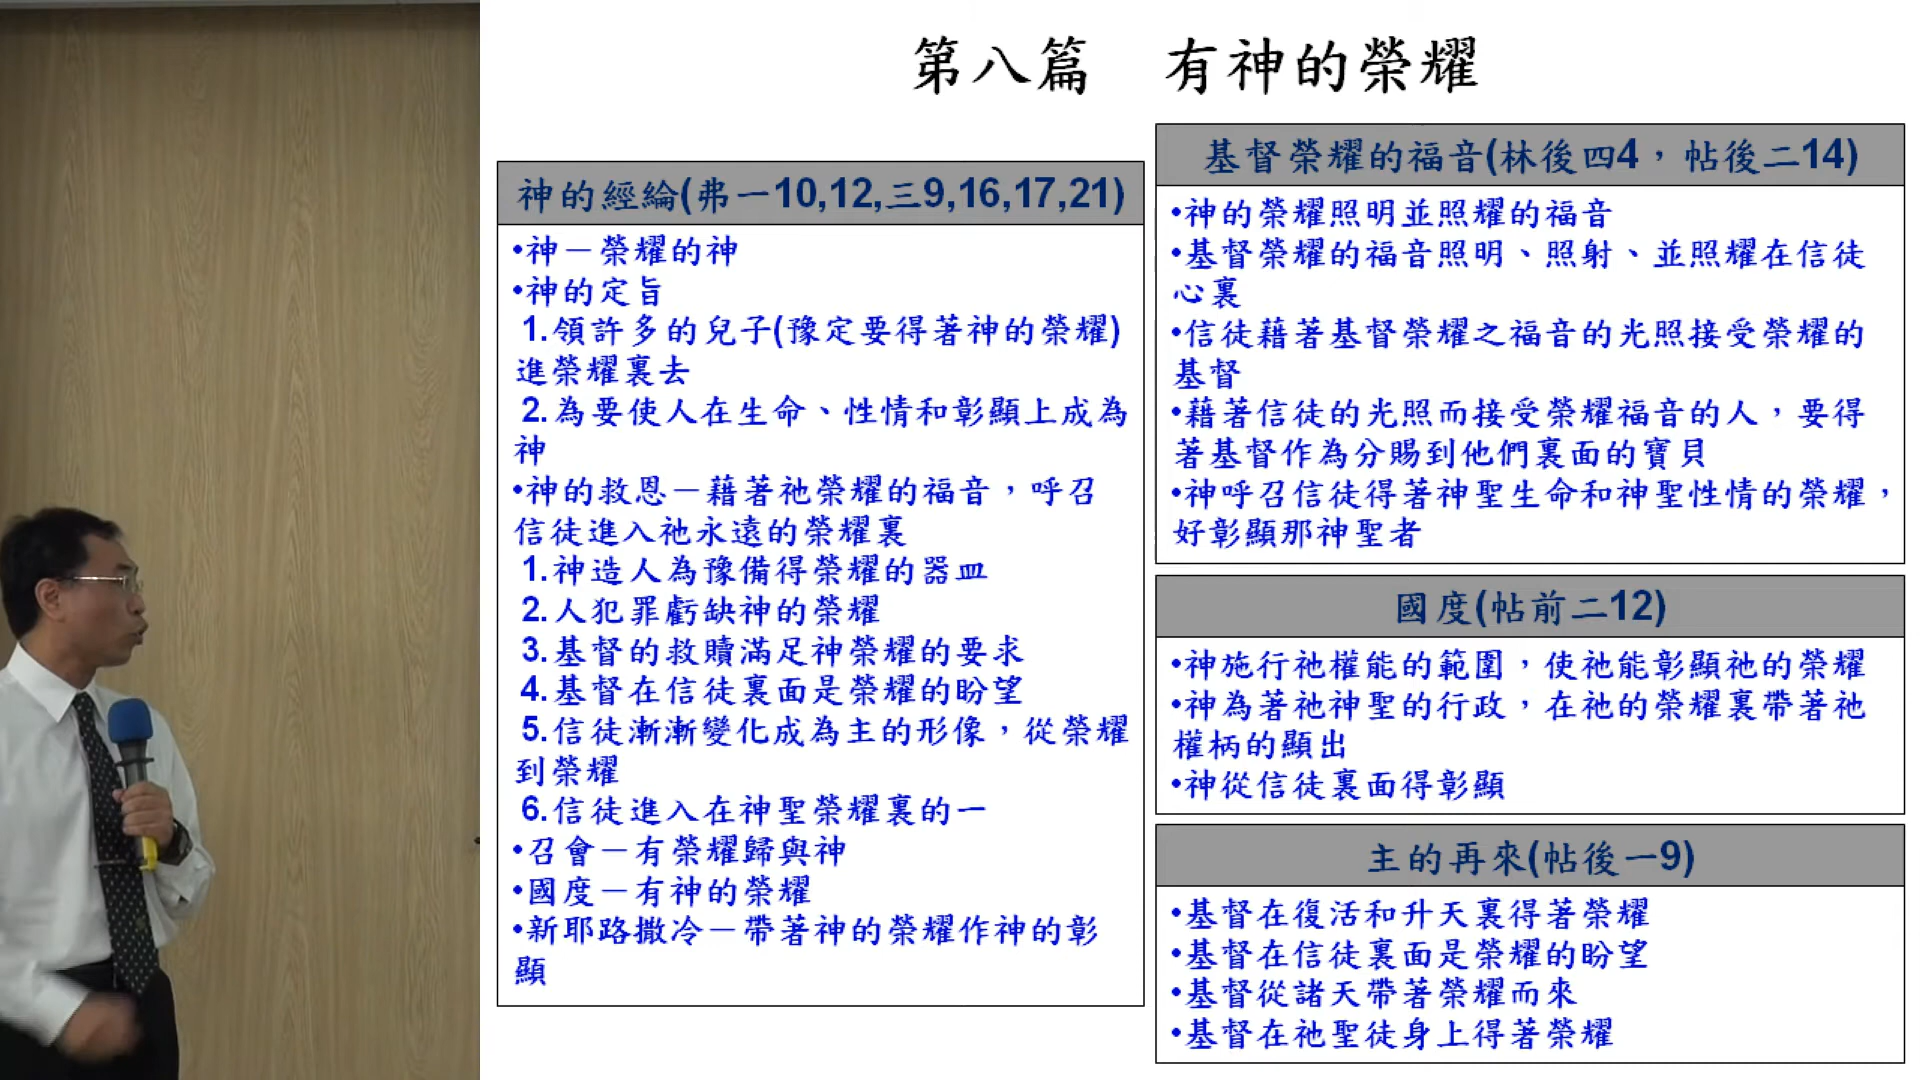 第八篇　有神的榮耀
神的經綸(弗一10,12,三9,16,17,21)
•神－榮耀的神
•神的定旨
1.領許多的兒子(豫定要得著神的榮耀)
進榮耀裏去
2.為要使人在生命、性情和彰顯上成為
神
•神的救恩－藉著祂榮耀的福音，呼召
信徒進入祂永遠的榮耀裏
1.神造人為豫備得榮耀的器皿
2.人犯罪虧缺神的榮耀
3.基督的救贖滿足神榮耀的要求
4.基督在信徒裏面是榮耀的盼望
5.信徒漸漸變化成為主的形像，從榮耀
到榮耀
6.信徒進入在神聖榮耀裏的一
•召會－有榮耀歸與神
•國度－有神的榮耀
•新耶路撒冷－帶著神的榮耀作神的彰
顯
基督榮耀的福音(林後四4，帖後二14)
•神的榮耀照明並照耀的福音
•基督榮耀的福音照明、照射、並照耀在信徒
心裏
•信徒藉著基督榮耀之福音的光照接受榮耀的
基督
•藉著信徒的光照而接受榮耀福音的人，要得
著基督作為分賜到他們裏面的寶貝
•神呼召信徒得著神聖生命和神聖性情的榮耀，
好彰顯那神聖者
國度(帖前二12)
•神施行祂權能的範圍，使祂能彰顯祂的榮耀
•神為著祂神聖的行政，在祂的榮耀裏帶著祂
權柄的顯出
•神從信徒裏面得彰顯
主的再來(帖後一9)
•基督在復活和升天裏得著榮耀
•基督在信徒裏面是榮耀的盼望
•基督從諸天帶著榮耀而來
•基督在祂聖徒身上得著榮耀